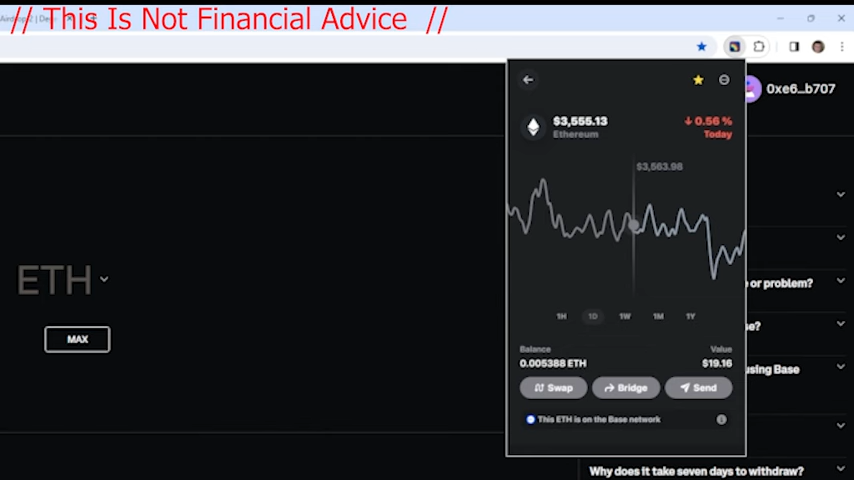 // This Is Not Financial Advice //
0xe6...b707
$3,555.13
0.56 %
Ethereum
Today
$3,563.98
ETH
or problem?
1H 1D 1W 1M 1Y
MAX
Balance Value
0.005388 ETH $19.16
using Base
Swap Bridge Send
This ETH is on the Base network
Why does it take seven days to withdraw?